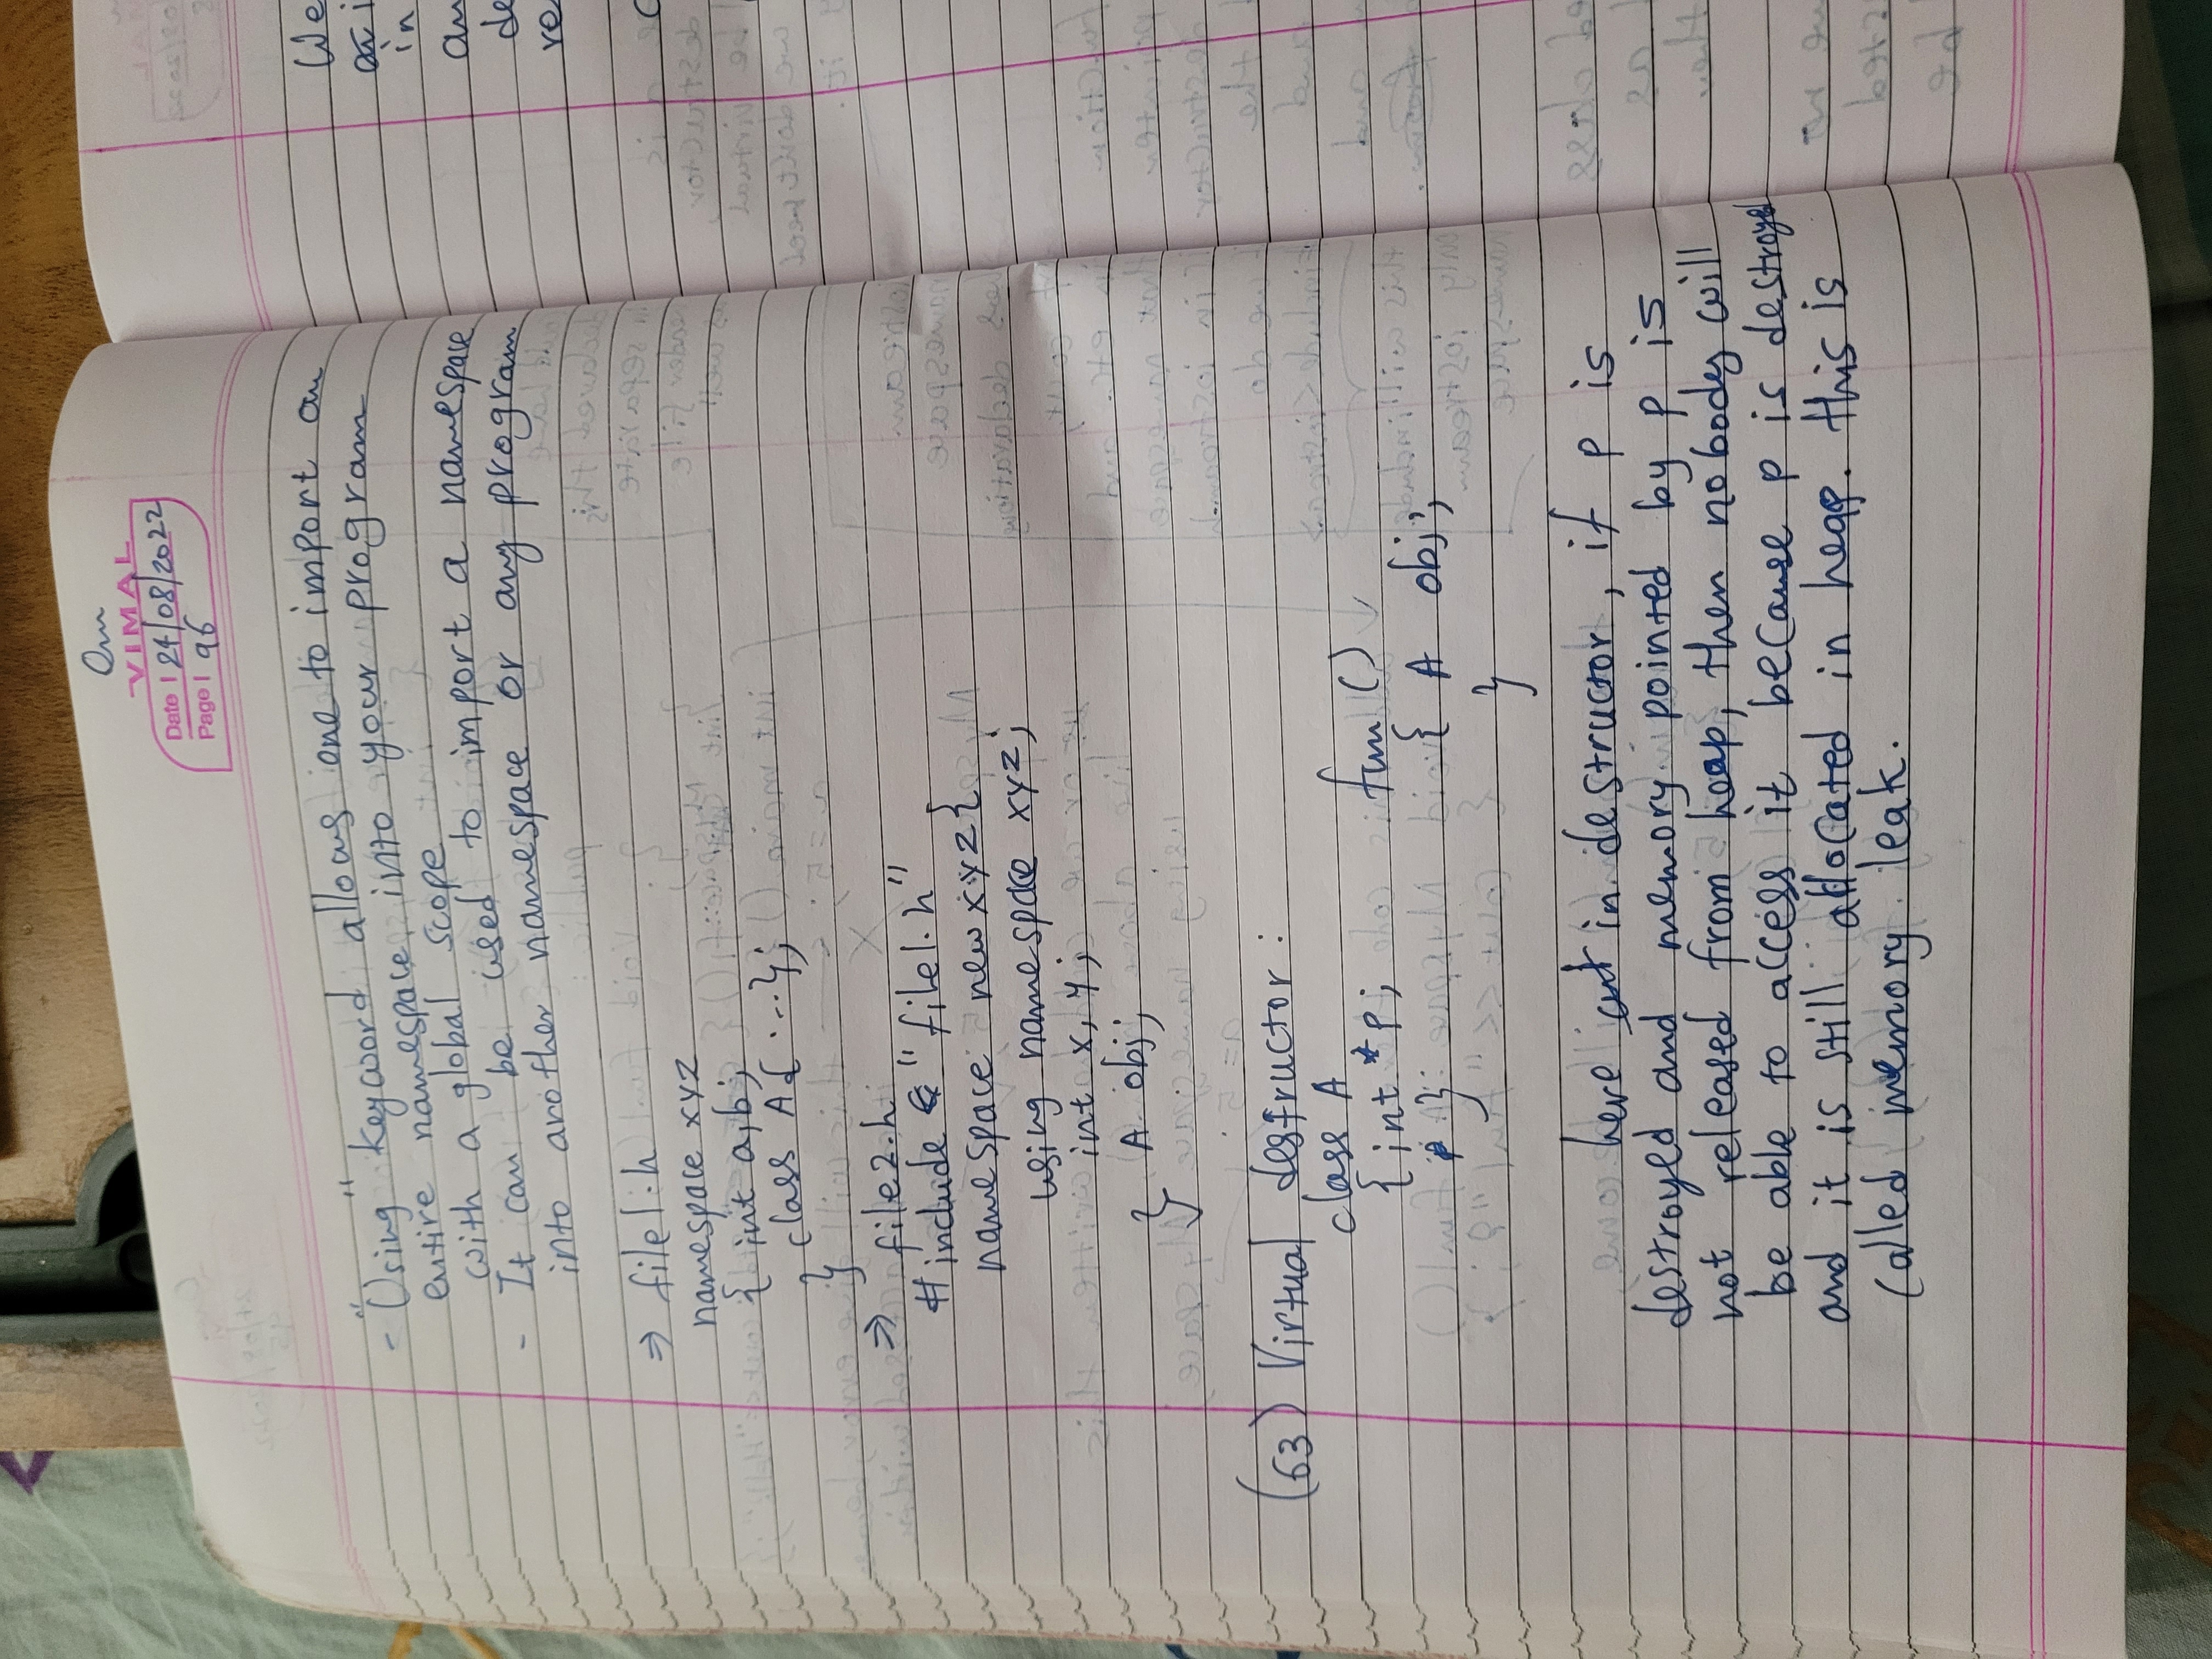 Om
VIMAL
Date | 24/08/2022
Page | 96
- "Using" keyword allows one to import an
entire namespace into your program
with a global scope
- It can be used to import a namespace
into another namespace or any program
⇒ file1.h
namespace xyz
{ int a,b;
class A{ ...};
}
⇒ file2.h
#include "file1.h"
namespace newxyz{
using namespace xyz;
int x, y;
A obj;
}
(63) Virtual destructor:
class A
{ int *p;
}
fun()
{ A obj;
}
here in destructor, if p is
destroyed and memory pointed by p is
not released from heap, then nobody will
be able to access it because p is destroyed
and it is still allocated in heap. this is
called memory leak.
We
i
in
an
de
re